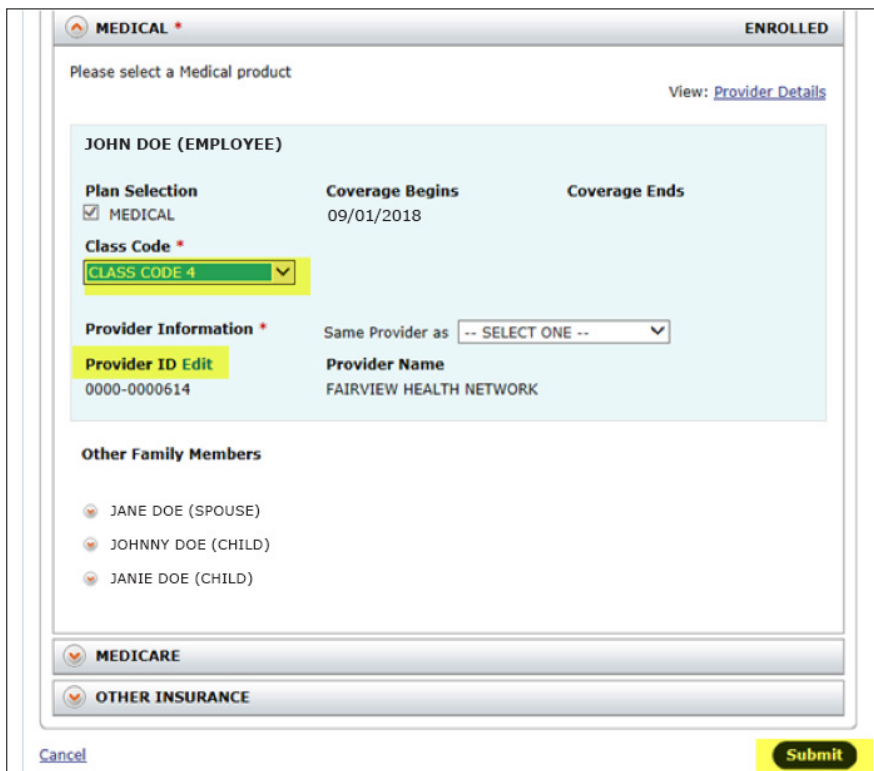 MEDICAL * ENROLLED
Please select a Medical product
View: Provider Details
JOHN DOE (EMPLOYEE)
Plan Selection Coverage Begins Coverage Ends
MEDICAL 09/01/2018
Class Code *
CLASS CODE 4
Provider Information * Same Provider as -- SELECT ONE --
Provider ID Edit Provider Name
0000-0000614 FAIRVIEW HEALTH NETWORK
Other Family Members
JANE DOE (SPOUSE)
JOHNNY DOE (CHILD)
JANIE DOE (CHILD)
MEDICARE
OTHER INSURANCE
Cancel Submit